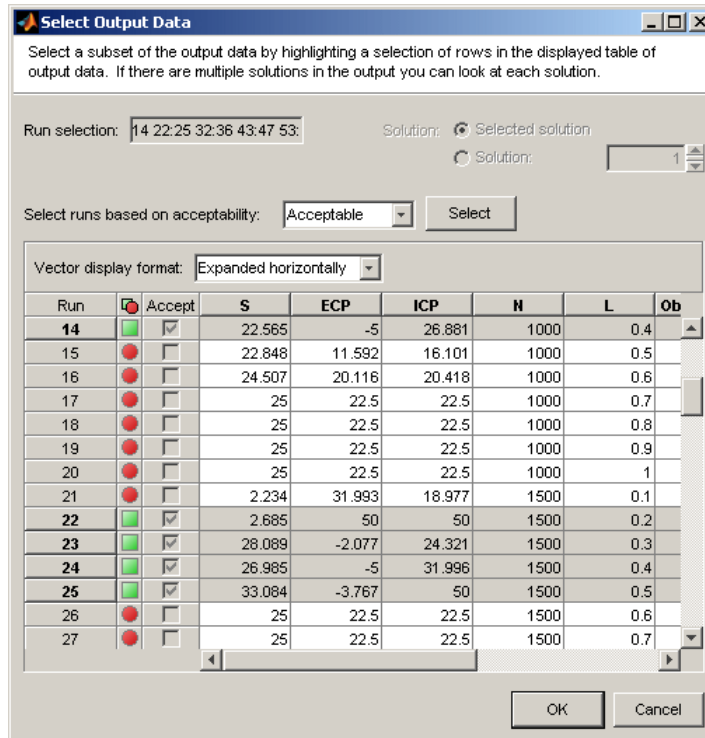 Select Output Data
Select a subset of the output data by highlighting a selection of rows in the displayed table of
output data. If there are multiple solutions in the output you can look at each solution.
Run selection: 14 22:25 32:36 43:47 53: Solution: Selected solution
Solution: 1
Select runs based on acceptability: Acceptable Select
Vector display format: Expanded horizontally
Run Accept S ECP ICP N L Ob
14 22.565 -5 26.881 1000 0.4
15 22.848 11.592 16.101 1000 0.5
16 24.507 20.116 20.418 1000 0.6
17 25 22.5 22.5 1000 0.7
18 25 22.5 22.5 1000 0.8
19 25 22.5 22.5 1000 0.9
20 25 22.5 22.5 1000 1
21 2.234 31.993 18.977 1500 0.1
22 2.685 50 50 1500 0.2
23 28.089 -2.077 24.321 1500 0.3
24 26.985 -5 31.996 1500 0.4
25 33.084 -3.767 50 1500 0.5
26 25 22.5 22.5 1500 0.6
27 25 22.5 22.5 1500 0.7
OK Cancel